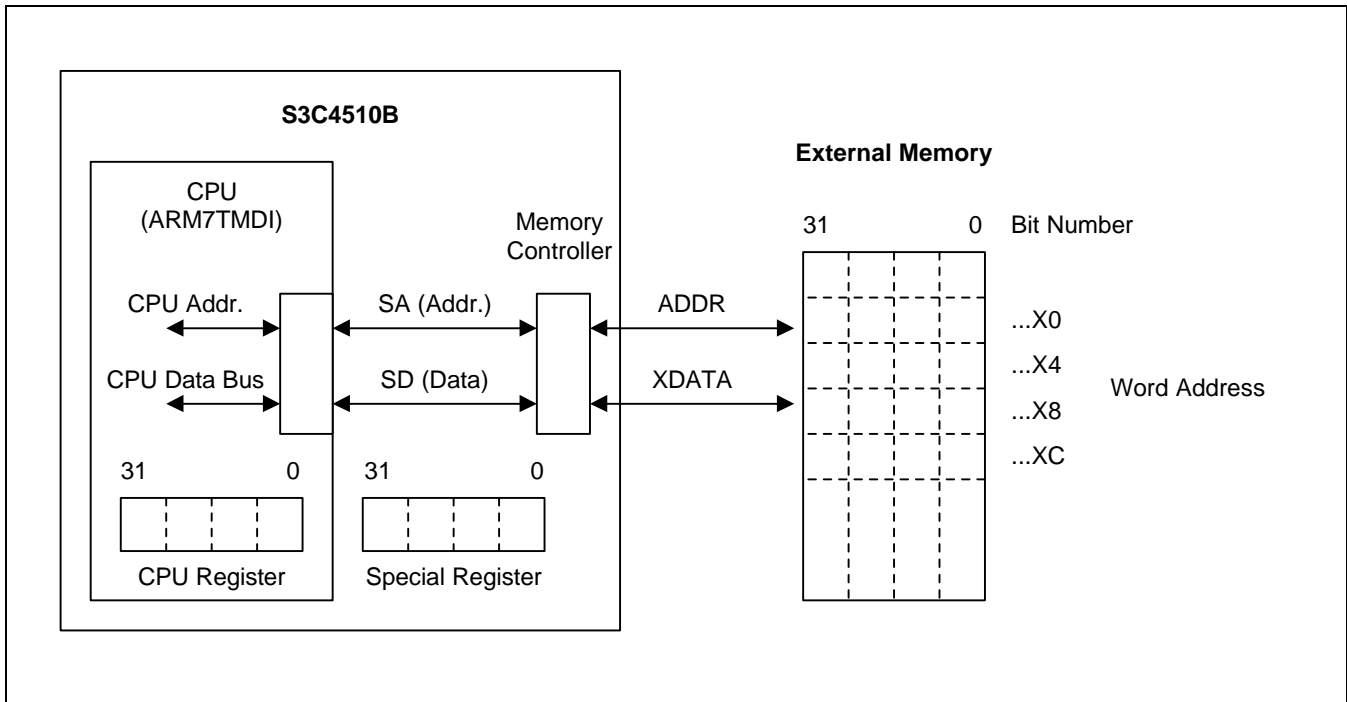 S3C4510B
External Memory
CPU
(ARM7TMDI)
Memory
Controller
31 0 Bit Number
CPU Addr.
SA (Addr.)
ADDR
...X0
...X4
CPU Data Bus
SD (Data)
XDATA
Word Address
...X8
...XC
31 0
31 0
CPU Register
Special Register